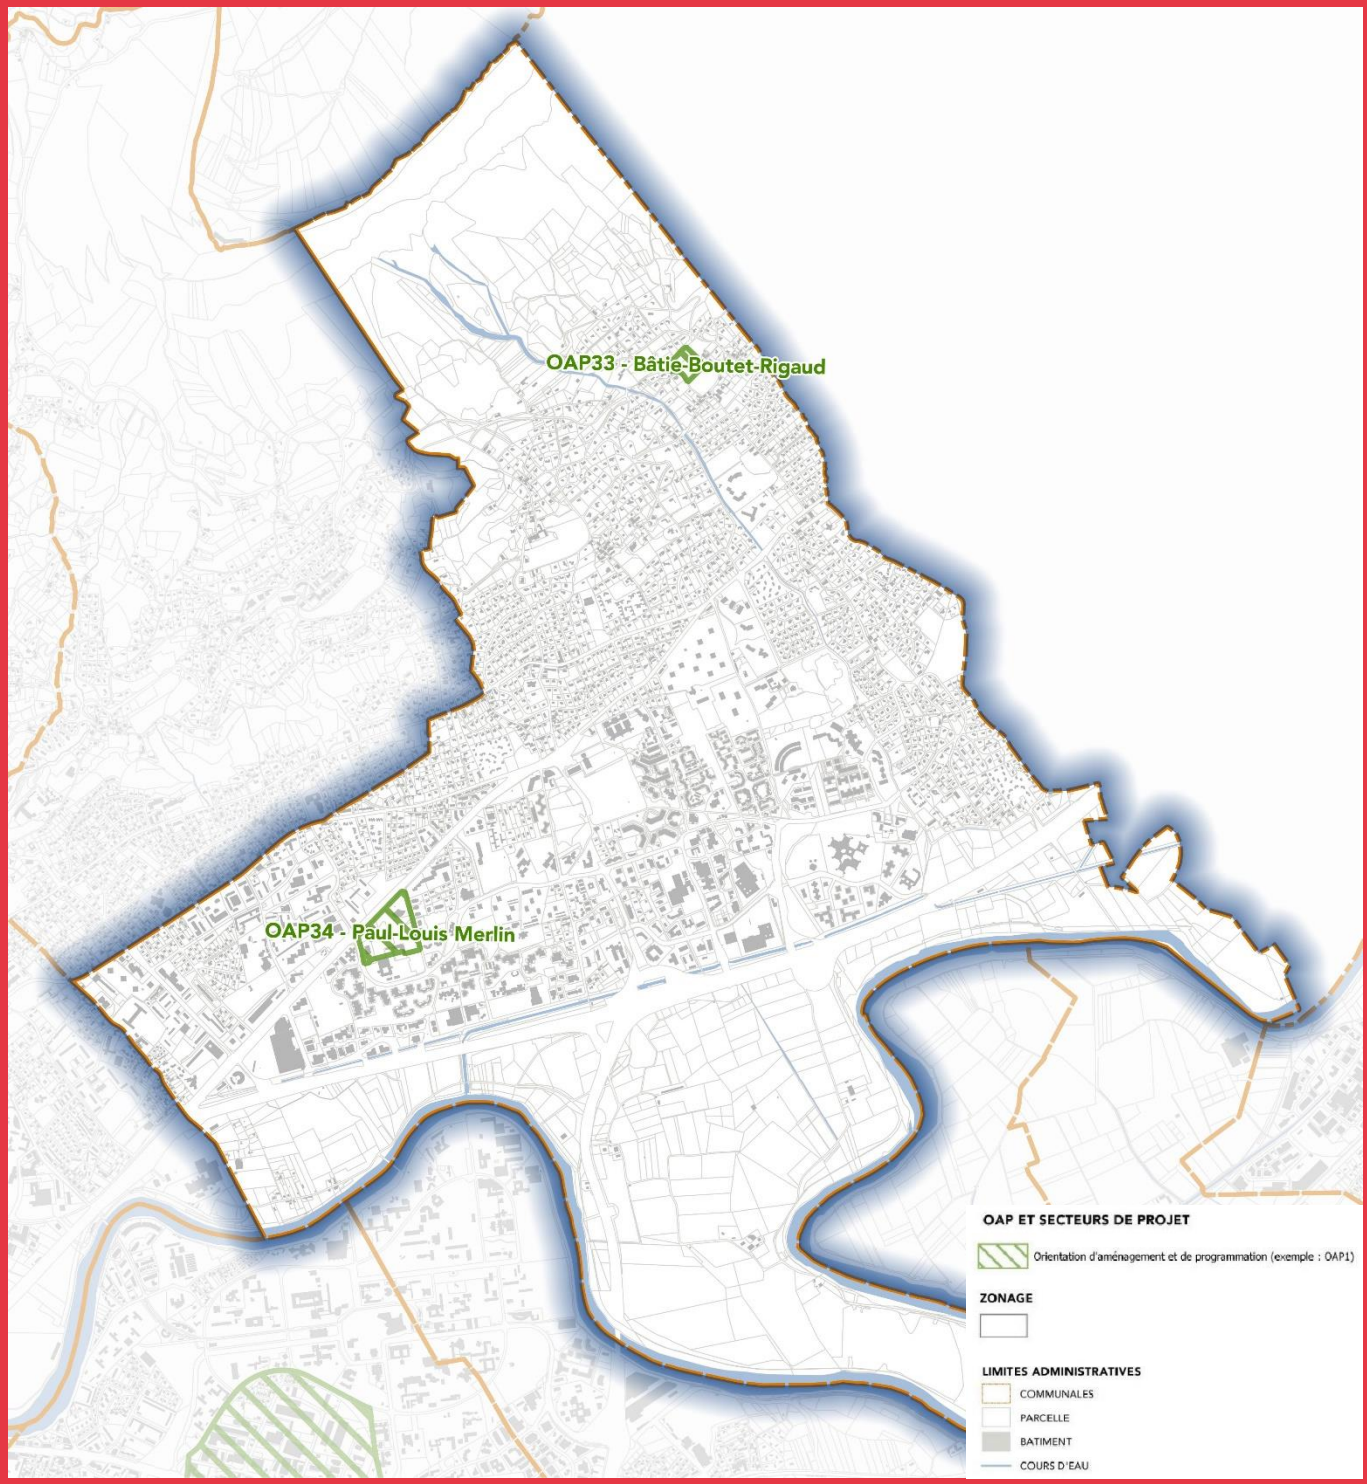 OAP33 - Bâtie-Boutet-Rigaud
OAP34 - Paul-Louis Merlin
OAP ET SECTEURS DE PROJET
Orientation d'aménagement et de programmation (exemple : OAP1)
ZONAGE
LIMITES ADMINISTRATIVES
COMMUNALES
PARCELLE
BATIMENT
COURS D'EAU